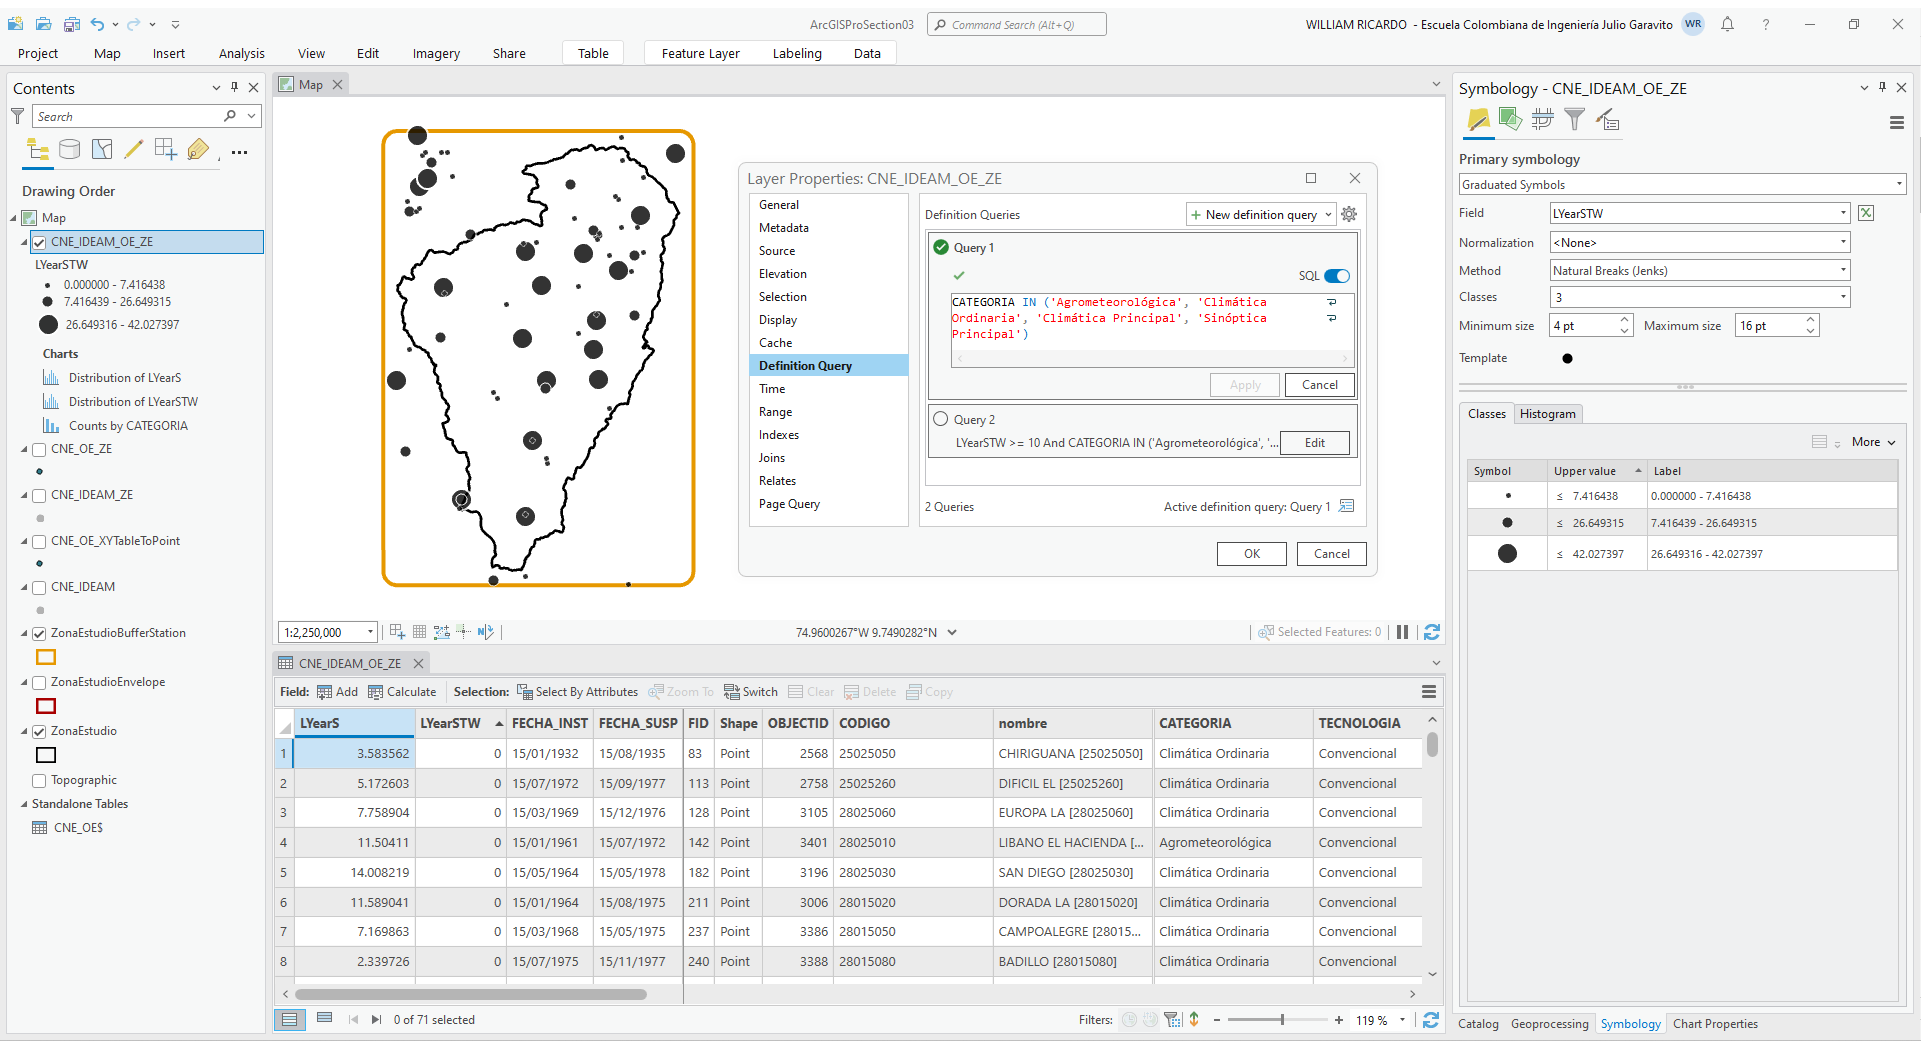 ArcGISProSection03
Command Search (Alt+Q)
WILLIAM RICARDO - Escuela Colombiana de Ingeniería Julio Garavito
WR
?
Project Map Insert Analysis View Edit Imagery Share Table Feature Layer Labeling Data
Contents
Search
Drawing Order
Map
CNE_IDEAM_OE_ZE
LYearSTW
0.000000 - 7.416438
7.416439 - 26.649315
26.649316 - 42.027397
Charts
Distribution of LYearS
Distribution of LYearSTW
Counts by CATEGORIA
CNE_OE_ZE
CNE_IDEAM_ZE
CNE_OE_XYTableToPoint
CNE_IDEAM
ZonaEstudioBufferStation
ZonaEstudioEnvelope
ZonaEstudio
Topographic
Standalone Tables
CNE_OE$
Map
Layer Properties: CNE_IDEAM_OE_ZE
General
Metadata
Source
Elevation
Selection
Display
Cache
Definition Query
Time
Range
Indexes
Joins
Relates
Page Query
Definition Queries
+ New definition query
Query 1
SQL
CATEGORIA IN ('Agrometeorológica', 'Climática
Ordinaria', 'Climática Principal', 'Sinóptica
Principal')
Apply Cancel
Query 2
LYearSTW >= 10 And CATEGORIA IN ('Agrometeorológica', '... Edit
2 Queries
Active definition query: Query 1
OK Cancel
1:2,250,000
74.9600267°W 9.7490282°N
Selected Features: 0
CNE_IDEAM_OE_ZE
Field: Add Calculate Selection: Select By Attributes Zoom To Switch Clear Delete Copy
LYearS LYearSTW FECHA_INST FECHA_SUSP FID Shape OBJECTID CODIGO nombre CATEGORIA TECNOLOGIA
1 3.583562 0 15/01/1932 15/08/1935 83 Point 2568 25025050 CHIRIGUANA [25025050] Climática Ordinaria Convencional
2 5.172603 0 15/07/1972 15/09/1977 113 Point 2758 25025260 DIFICIL EL [25025260] Climática Ordinaria Convencional
3 7.758904 0 15/03/1969 15/12/1976 128 Point 3105 28025060 EUROPA LA [28025060] Climática Ordinaria Convencional
4 11.50411 0 15/01/1961 15/07/1972 142 Point 3401 28025010 LIBANO EL HACIENDA [... Agrometeorológica Convencional
5 14.008219 0 15/05/1964 15/05/1978 182 Point 3196 28025030 SAN DIEGO [28025030] Climática Ordinaria Convencional
6 11.589041 0 15/01/1964 15/08/1975 211 Point 3006 28015020 DORADA LA [28015020] Climática Ordinaria Convencional
7 7.169863 0 15/03/1968 15/05/1975 237 Point 3386 28015050 CAMPOALEGRE [28015... Climática Ordinaria Convencional
8 2.339726 0 15/07/1975 15/11/1977 240 Point 3388 28015080 BADILLO [28015080] Climática Ordinaria Convencional
0 of 71 selected
Filters:
119 %
Symbology - CNE_IDEAM_OE_ZE
Primary symbology
Graduated Symbols
Field LYearSTW
Normalization <None>
Method Natural Breaks (Jenks)
Classes 3
Minimum size 4 pt Maximum size 16 pt
Template
Classes Histogram
More
Symbol Upper value Label
≤ 7.416438 0.000000 - 7.416438
≤ 26.649315 7.416439 - 26.649315
≤ 42.027397 26.649316 - 42.027397
Catalog Geoprocessing Symbology Chart Properties